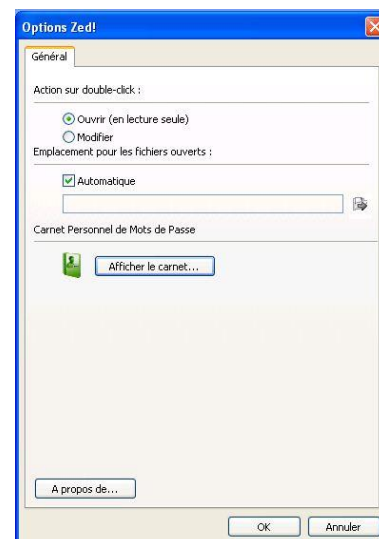 Options Zed!
Général
Action sur double-click :
Ouvrir (en lecture seule)
Modifier
Emplacement pour les fichiers ouverts :
Automatique
Carnet Personnel de Mots de Passe
Afficher le carnet...
A propos de...
OK Annuler